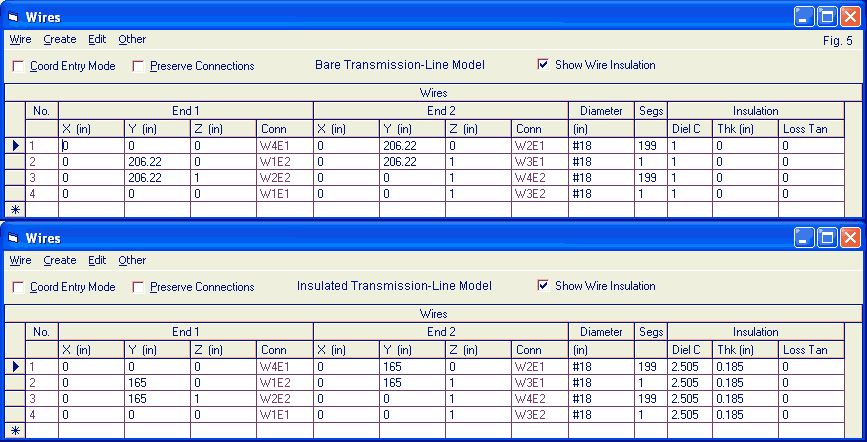 Wires
Wire Create Edit Other Fig. 5
Coord Entry Mode Preserve Connections Bare Transmission-Line Model Show Wire Insulation
Wires
No. End 1 End 2 Diameter Segs Insulation
X (in) Y (in) Z (in) Conn X (in) Y (in) Z (in) Conn (in) Diel C Thk (in) Loss Tan
1 0 0 0 W4E1 0 206.22 0 W2E1 #18 199 1 0 0
2 0 206.22 0 W1E2 0 206.22 1 W3E1 #18 1 1 0 0
3 0 206.22 1 W2E2 0 0 1 W4E2 #18 199 1 0 0
4 0 0 0 W1E1 0 0 1 W3E2 #18 1 1 0 0
*
Wires
Wire Create Edit Other
Coord Entry Mode Preserve Connections Insulated Transmission-Line Model Show Wire Insulation
Wires
No. End 1 End 2 Diameter Segs Insulation
X (in) Y (in) Z (in) Conn X (in) Y (in) Z (in) Conn (in) Diel C Thk (in) Loss Tan
1 0 0 0 W4E1 0 165 0 W2E1 #18 199 2.505 0.185 0
2 0 165 0 W1E2 0 165 1 W3E1 #18 1 2.505 0.185 0
3 0 165 1 W2E2 0 0 1 W4E2 #18 199 2.505 0.185 0
4 0 0 0 W1E1 0 0 1 W3E2 #18 1 2.505 0.185 0
*